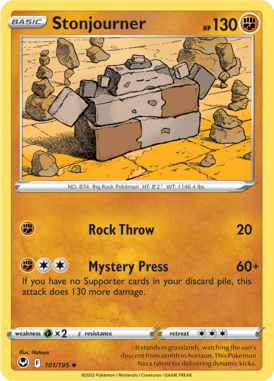 BASIC Stonjourner HP 130
NO. 874 Big Rock Pokémon HT: 8'2" WT: 1146.4 lbs.
Rock Throw 20
Mystery Press 60+
If you have no Supporter cards in your discard pile, this
attack does 130 more damage.
weakness ×2 resistance retreat
Illus. Hataya
It stands in grasslands, watching the sun's
descent from zenith to horizon. This Pokémon
has a talent for delivering dynamic kicks.
F 101/195
©2022 Pokémon / Nintendo / Creatures / GAME FREAK